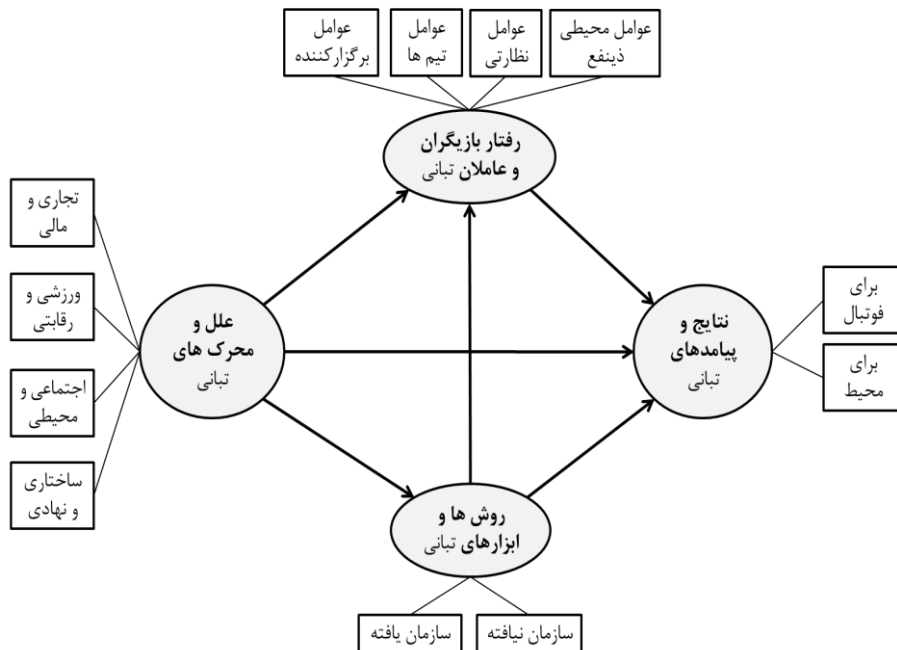 عوامل محیطی
ذینفع
عوامل
نظارتی
عوامل
تیم ها
عوامل
برگزارکننده
رفتار بازیگران
و عاملان تبانی
تجاری و
مالی
ورزشی و
رقابتی
اجتماعی و
محیطی
ساختاری
و نهادی
علل و
محرک های
تبانی
نتایج و
پیامدهای
تبانی
برای
فوتبال
برای
محیط
روش ها و
ابزارهای تبانی
سازمان نیافته
سازمان یافته